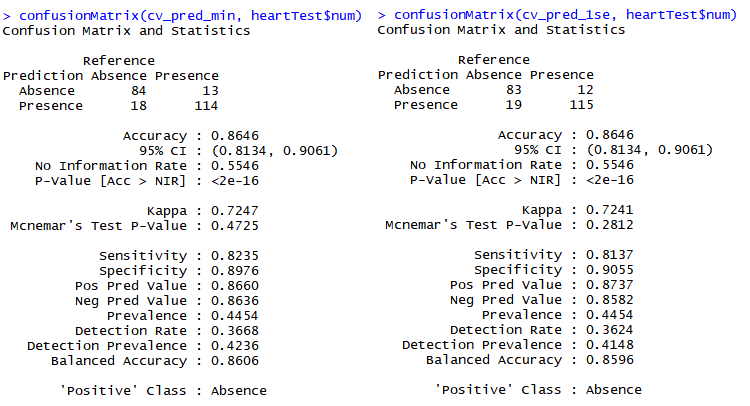 > confusionMatrix(cv_pred_min, heartTest$num)
Confusion Matrix and Statistics
Reference
Prediction Absence Presence
Absence 84 13
Presence 18 114
Accuracy : 0.8646
95% CI : (0.8134, 0.9061)
No Information Rate : 0.5546
P-Value [Acc > NIR] : <2e-16
Kappa : 0.7247
Mcnemar's Test P-Value : 0.4725
Sensitivity : 0.8235
Specificity : 0.8976
Pos Pred Value : 0.8660
Neg Pred Value : 0.8636
Prevalence : 0.4454
Detection Rate : 0.3668
Detection Prevalence : 0.4236
Balanced Accuracy : 0.8606
'Positive' Class : Absence
> confusionMatrix(cv_pred_1se, heartTest$num)
Confusion Matrix and Statistics
Reference
Prediction Absence Presence
Absence 83 12
Presence 19 115
Accuracy : 0.8646
95% CI : (0.8134, 0.9061)
No Information Rate : 0.5546
P-Value [Acc > NIR] : <2e-16
Kappa : 0.7241
Mcnemar's Test P-Value : 0.2812
Sensitivity : 0.8137
Specificity : 0.9055
Pos Pred Value : 0.8737
Neg Pred Value : 0.8582
Prevalence : 0.4454
Detection Rate : 0.3624
Detection Prevalence : 0.4148
Balanced Accuracy : 0.8596
'Positive' Class : Absence